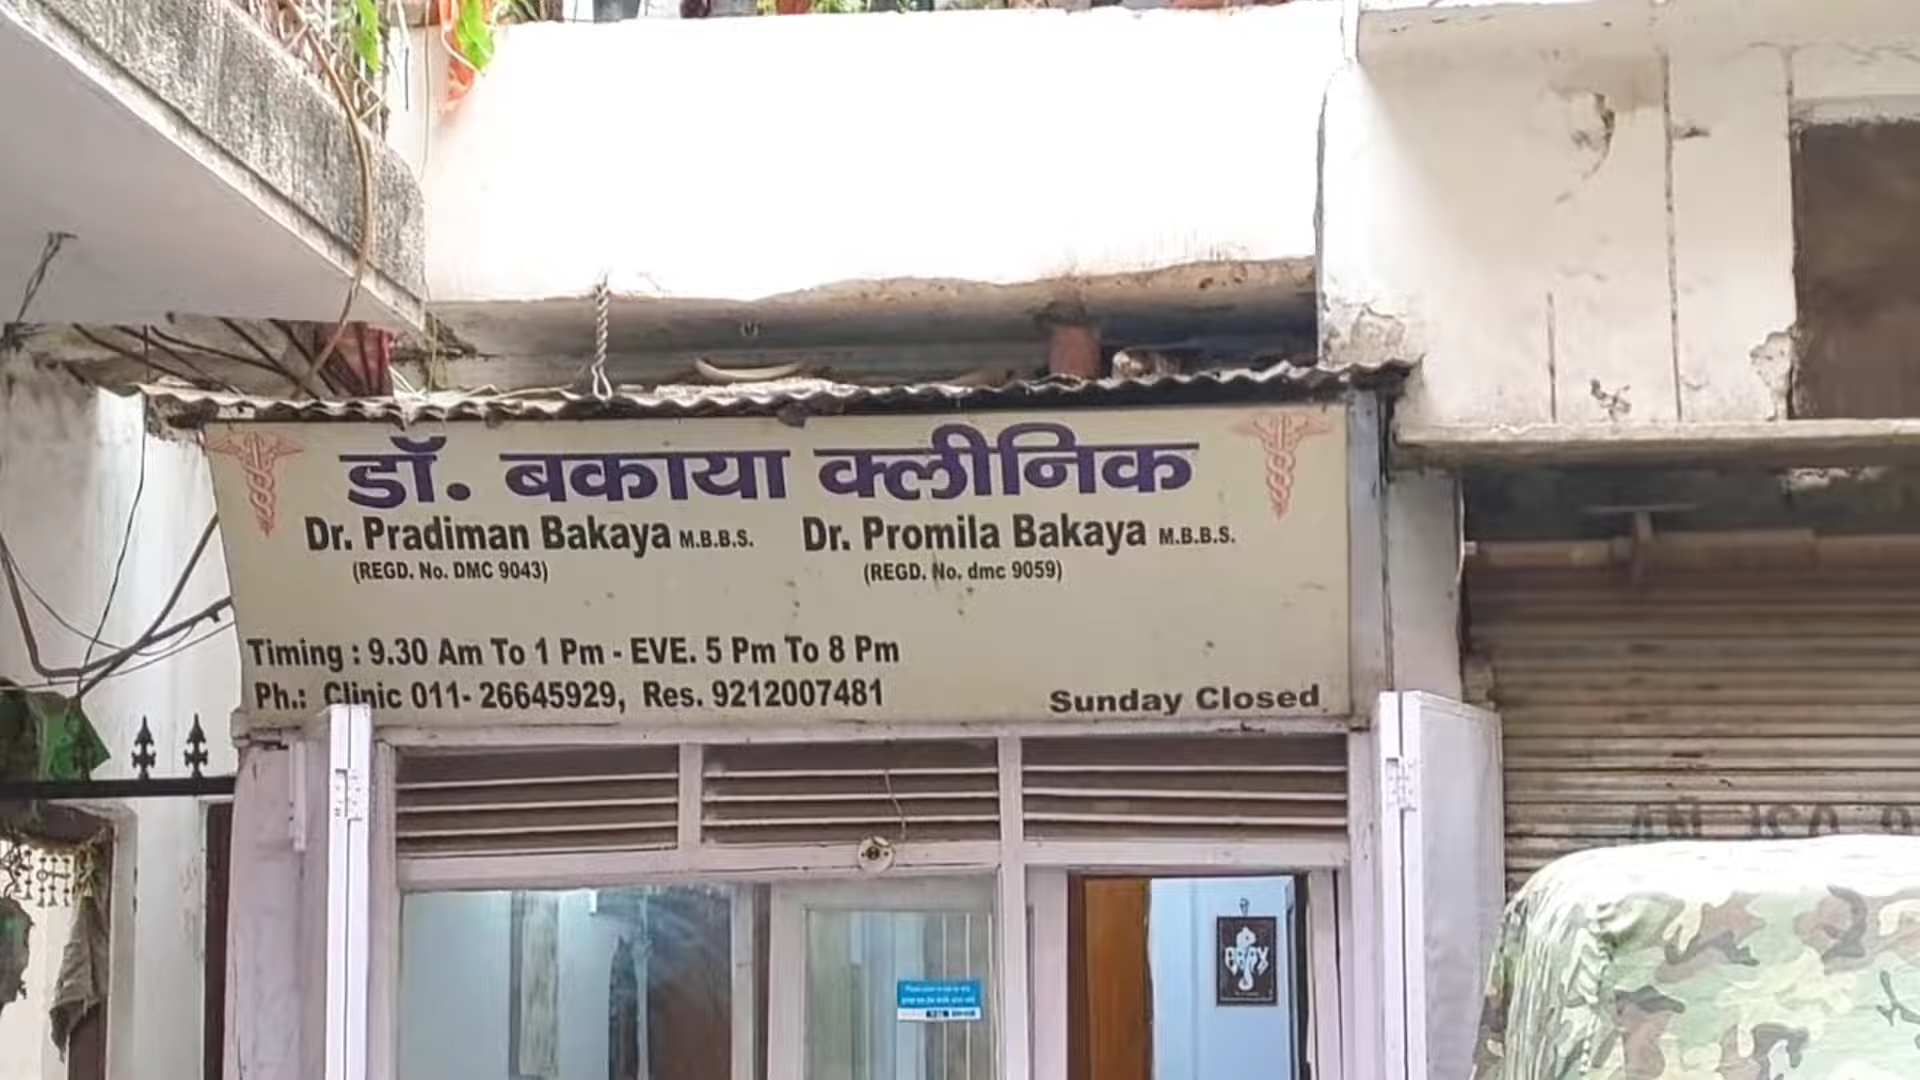 डॉ. बकाया क्लीनिक
Dr. Pradiman Bakaya M.B.B.S. Dr. Promila Bakaya M.B.B.S.
(REGD. No. DMC 9043) (REGD. No. dmc 9059)
Timing : 9.30 Am To 1 Pm - EVE. 5 Pm To 8 Pm
Ph.: Clinic 011- 26645929, Res. 9212007481
Sunday Closed
PRAY